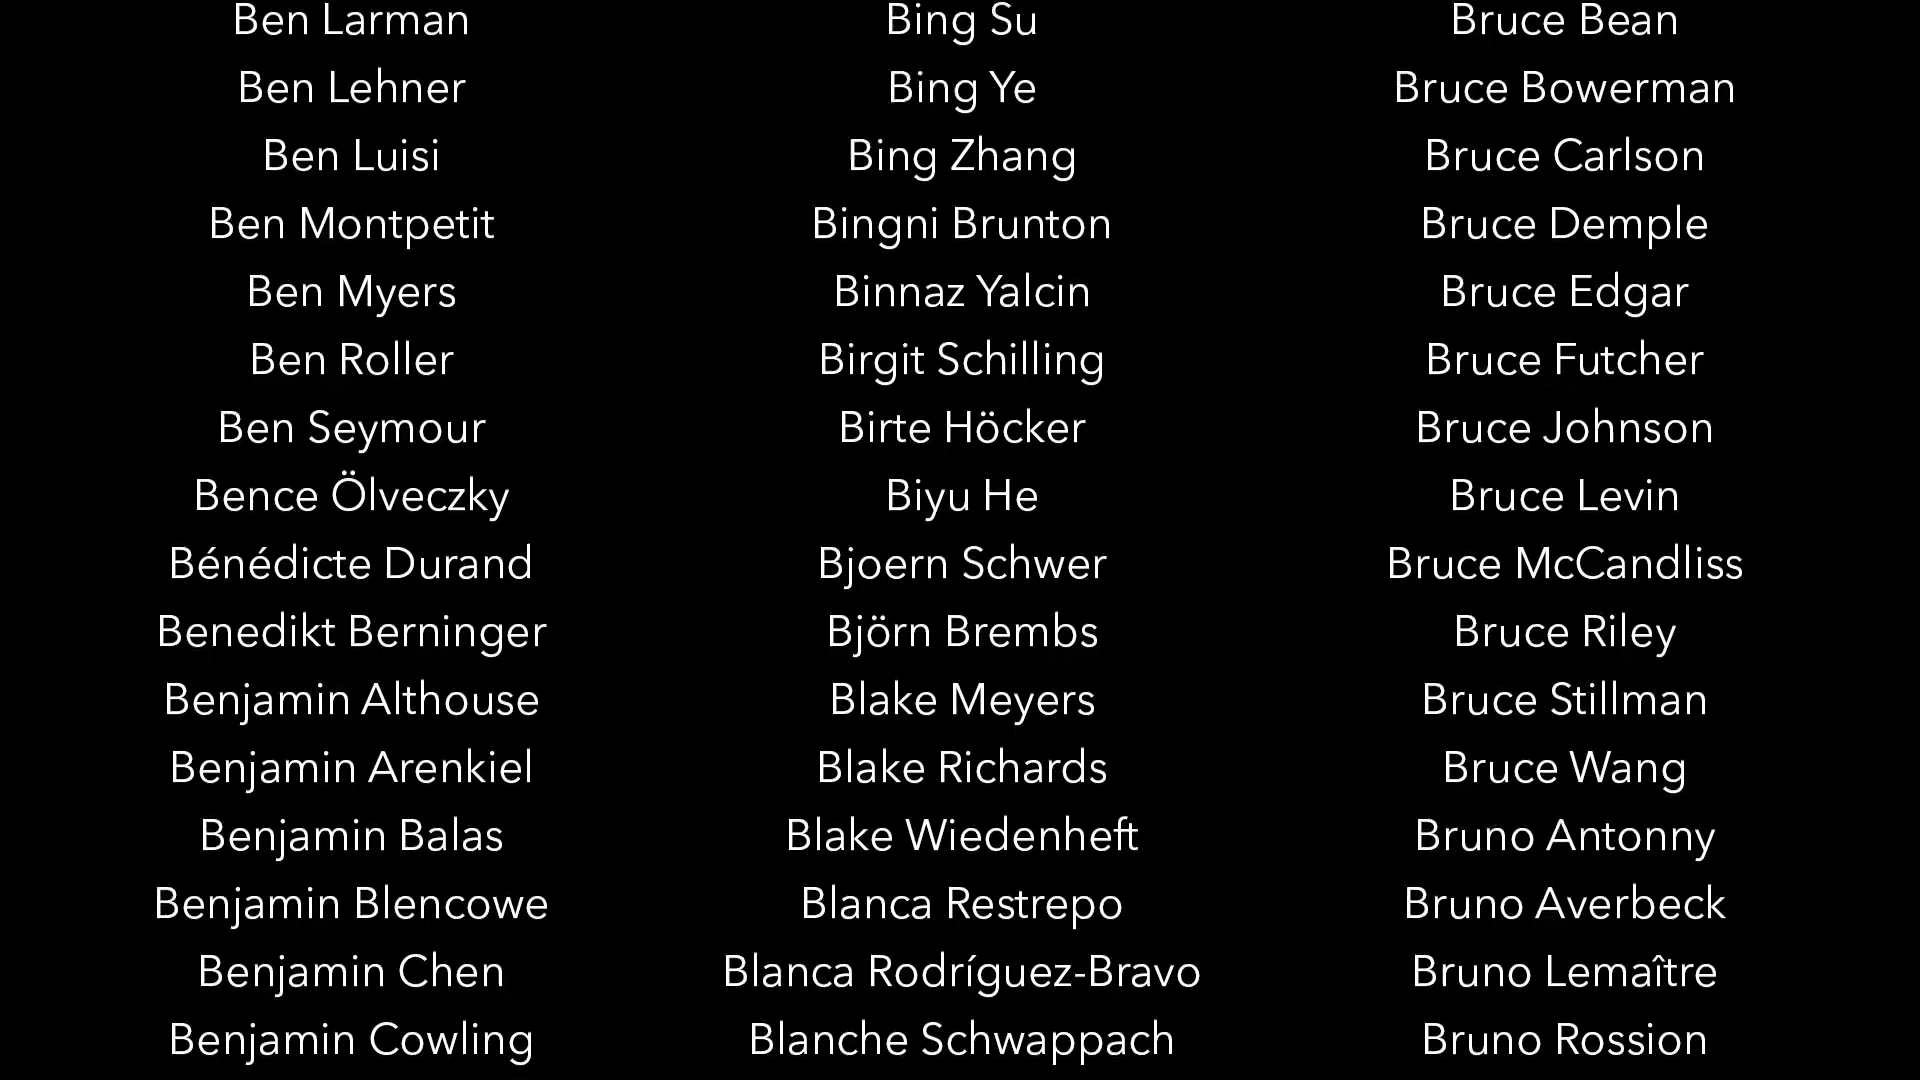 Ben Larman
Ben Lehner
Ben Luisi
Ben Montpetit
Ben Myers
Ben Roller
Ben Seymour
Bence Ölveczky
Bénédicte Durand
Benedikt Berninger
Benjamin Althouse
Benjamin Arenkiel
Benjamin Balas
Benjamin Blencowe
Benjamin Chen
Benjamin Cowling
Bing Su
Bing Ye
Bing Zhang
Bingni Brunton
Binnaz Yalcin
Birgit Schilling
Birte Höcker
Biyu He
Bjoern Schwer
Björn Brembs
Blake Meyers
Blake Richards
Blake Wiedenheft
Blanca Restrepo
Blanca Rodríguez-Bravo
Blanche Schwappach
Bruce Bean
Bruce Bowerman
Bruce Carlson
Bruce Demple
Bruce Edgar
Bruce Futcher
Bruce Johnson
Bruce Levin
Bruce McCandliss
Bruce Riley
Bruce Stillman
Bruce Wang
Bruno Antonny
Bruno Averbeck
Bruno Lemaître
Bruno Rossion